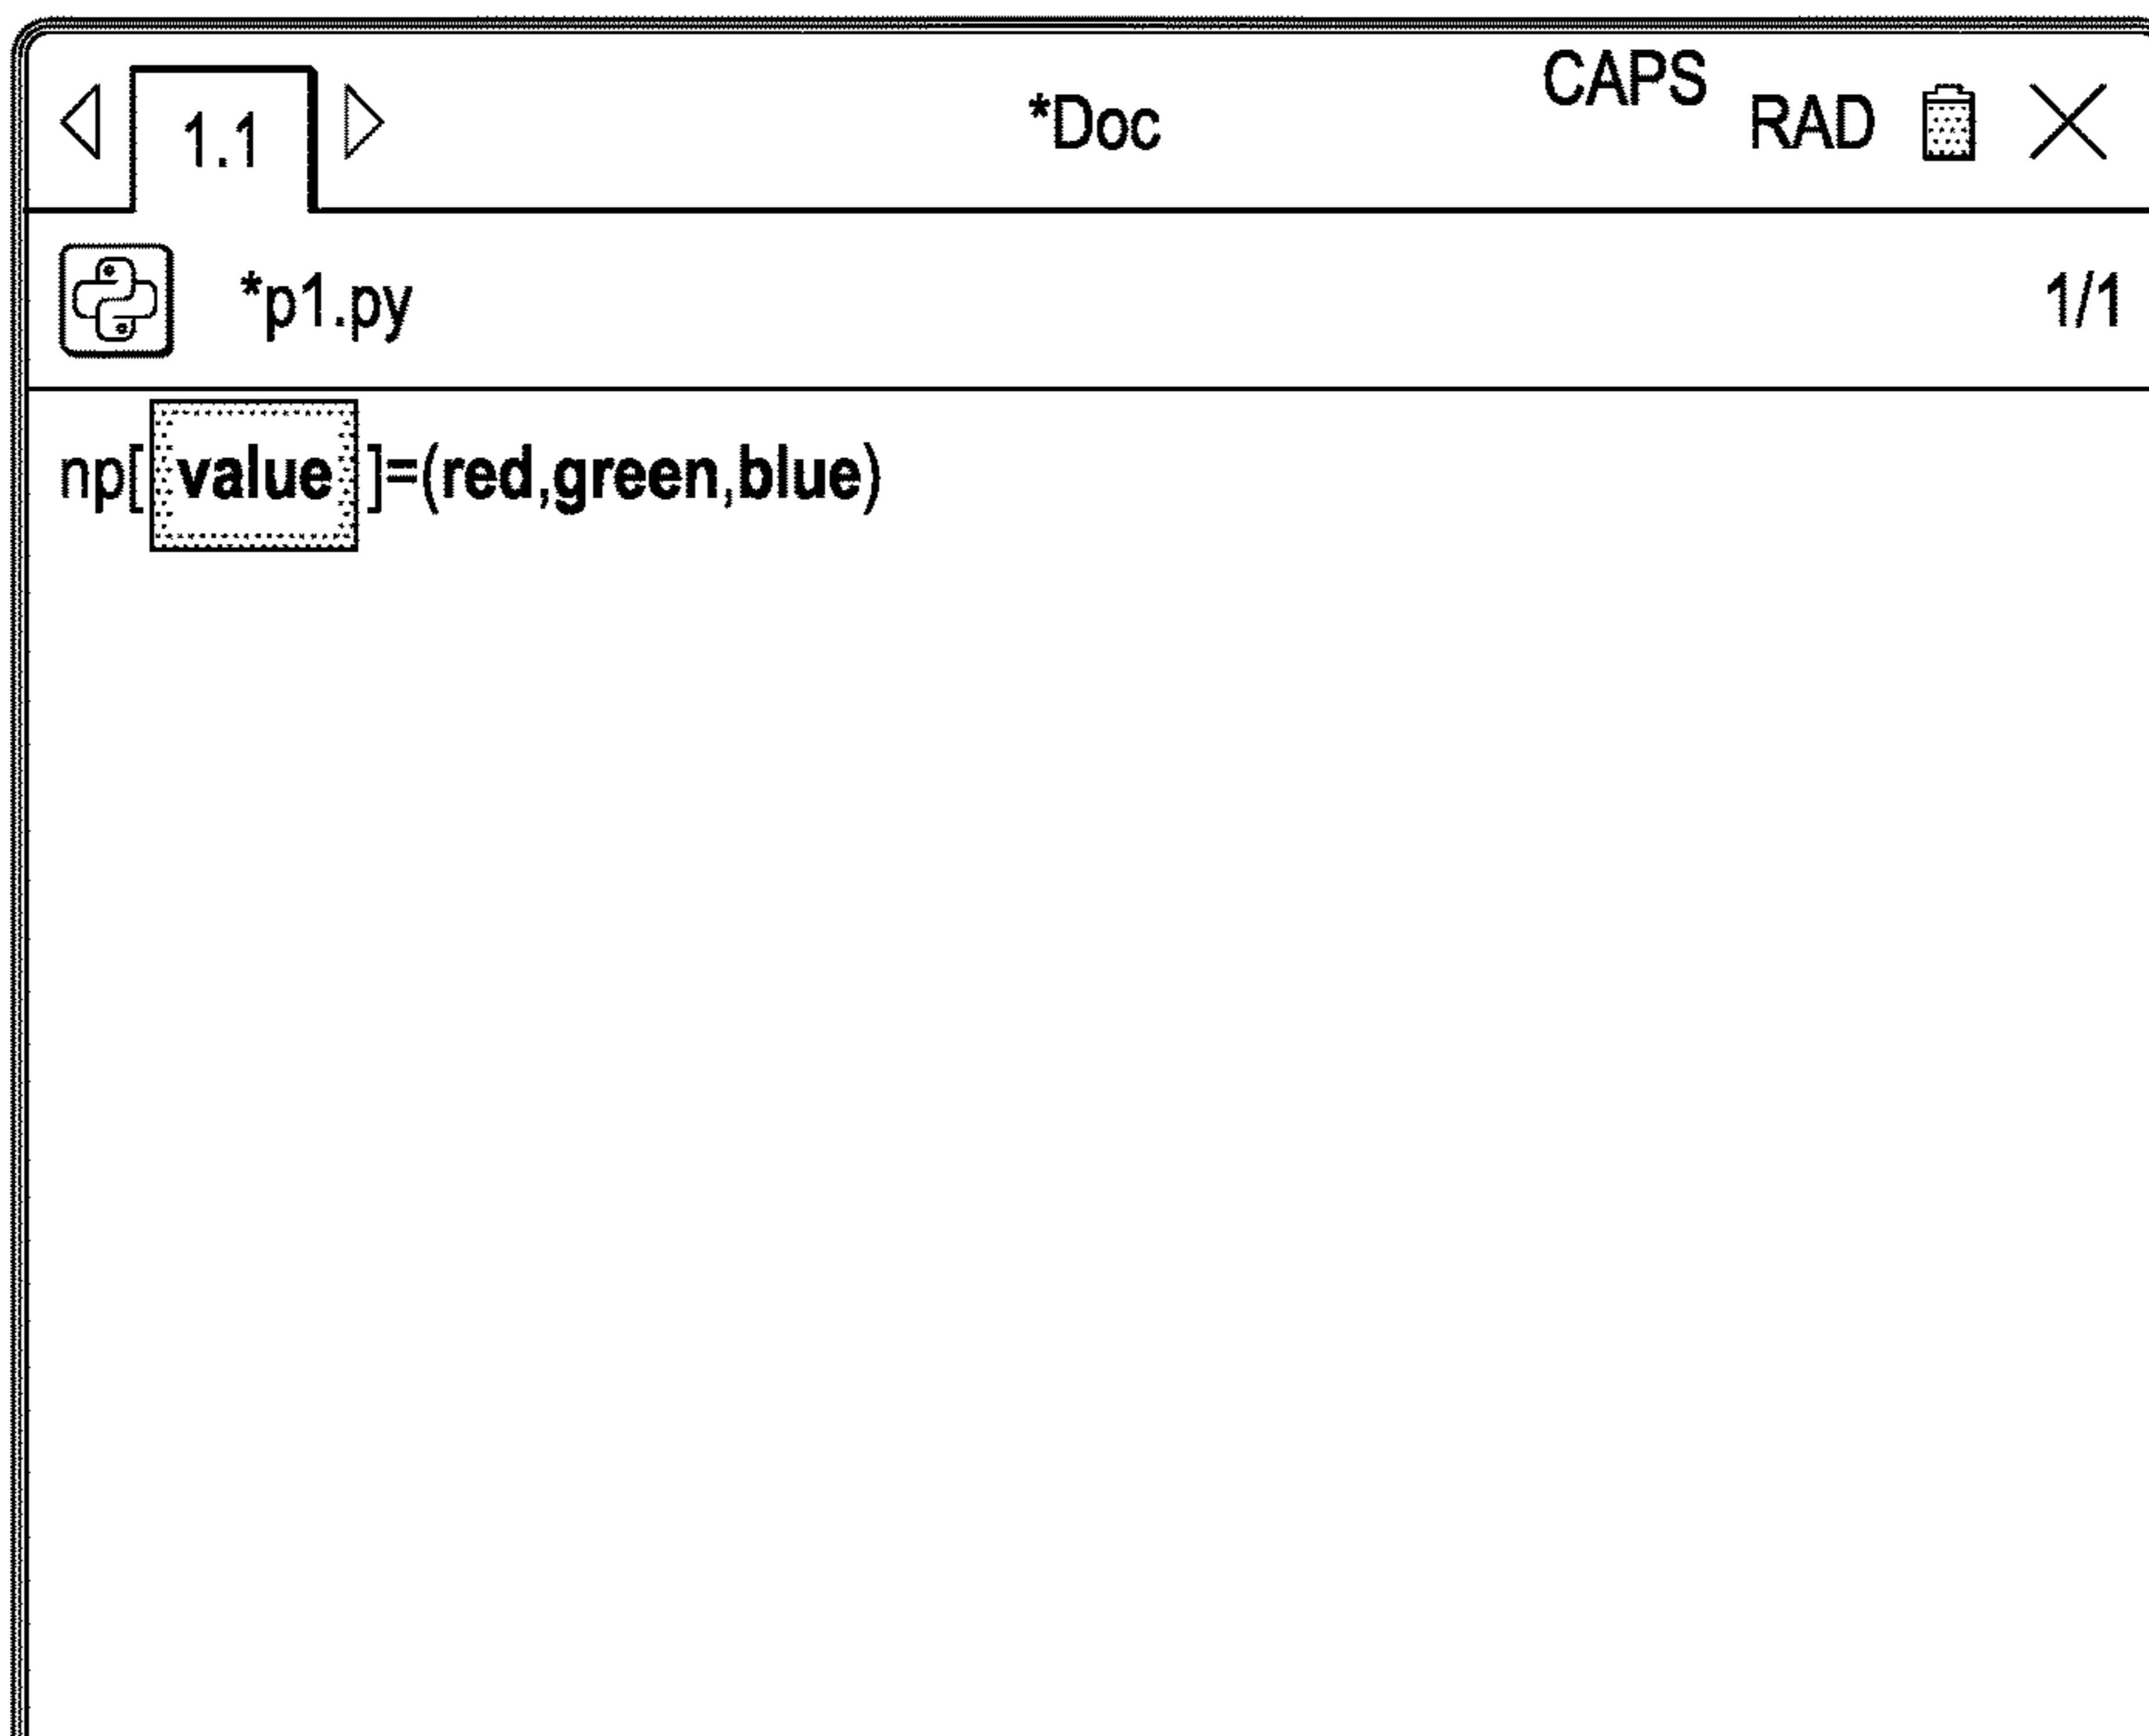 1.1 *Doc CAPS RAD
*p1.py 1/1
np[value]=(red,green,blue)